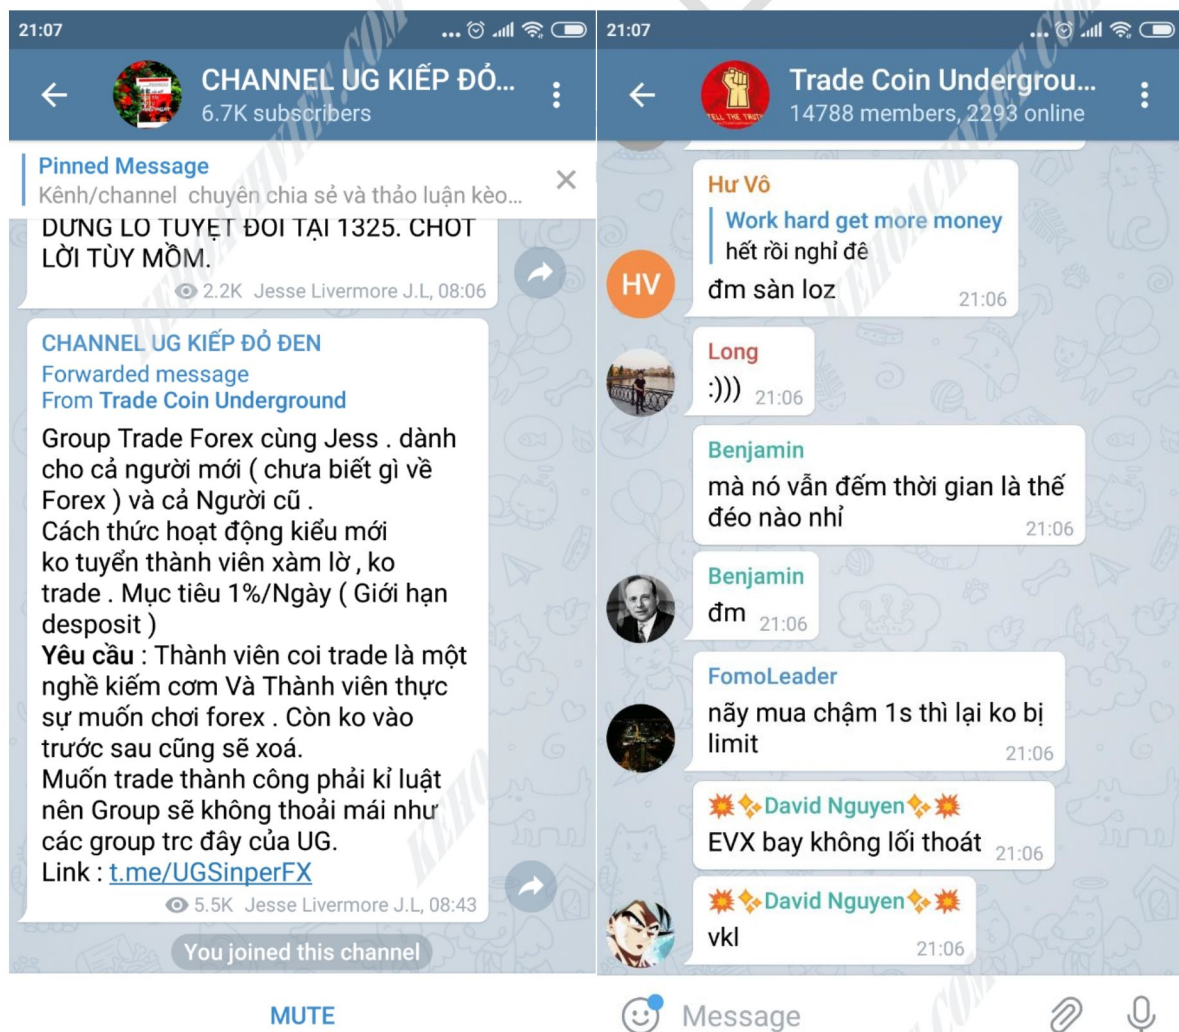 21:07
CHANNEL UG KIẾP ĐỎ...
6.7K subscribers
Pinned Message
Kênh/channel chuyên chia sẻ và thảo luận kèo...
DỪNG LỖ TUYỆT ĐỐI TẠI 1325. CHỐT
LỜI TÙY MỒM.
2.2K Jesse Livermore J.L, 08:06
CHANNEL UG KIẾP ĐỎ ĐEN
Forwarded message
From Trade Coin Underground
Group Trade Forex cùng Jess . dành
cho cả người mới ( chưa biết gì về
Forex ) và cả Người cũ .
Cách thức hoạt động kiểu mới
ko tuyển thành viên xàm lờ , ko
trade . Mục tiêu 1%/Ngày ( Giới hạn
desposit )
Yêu cầu : Thành viên coi trade là một
nghề kiếm cơm Và Thành viên thực
sự muốn chơi forex . Còn ko vào
trước sau cũng sẽ xoá.
Muốn trade thành công phải kỉ luật
nên Group sẽ không thoải mái như
các group trc đây của UG.
Link : t.me/UGSinperFX
5.5K Jesse Livermore J.L, 08:43
You joined this channel
MUTE
21:07
Trade Coin Undergrou...
14788 members, 2293 online
TELL THE TRUTH
Hư Vô
Work hard get more money
hết rồi nghỉ đê
HV
đm sàn loz
21:06
Long
:))) 21:06
Benjamin
mà nó vẫn đếm thời gian là thế
đéo nào nhỉ
21:06
Benjamin
đm 21:06
FomoLeader
nãy mua chậm 1s thì lại ko bị
limit
21:06
💥✨David Nguyen✨💥
EVX bay không lối thoát 21:06
💥✨David Nguyen✨💥
vkl
21:06
Message
KEHOACHVIET.COM